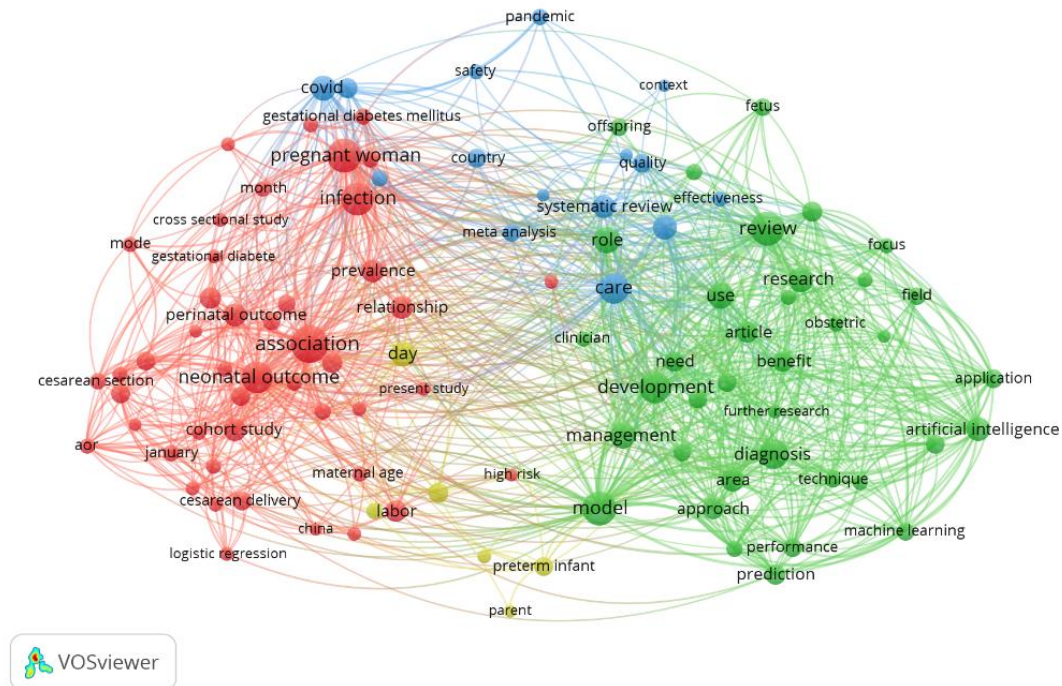 pandemic
safety
context
covid
fetus
gestational diabetes mellitus
offspring
pregnant woman
country
quality
month
infection
systematic review
effectiveness
cross sectional study
meta analysis
role
review
mode
gestational diabete
focus
prevalence
research
care
use
field
perinatal outcome
relationship
obstetric
article
clinician
association
day
need
benefit
cesarean section
neonatal outcome
present study
development
application
further research
aor
cohort study
management
artificial intelligence
january
diagnosis
maternal age
high risk
area
technique
cesarean delivery
labor
model
approach
china
machine learning
logistic regression
performance
preterm infant
prediction
parent
VOSviewer